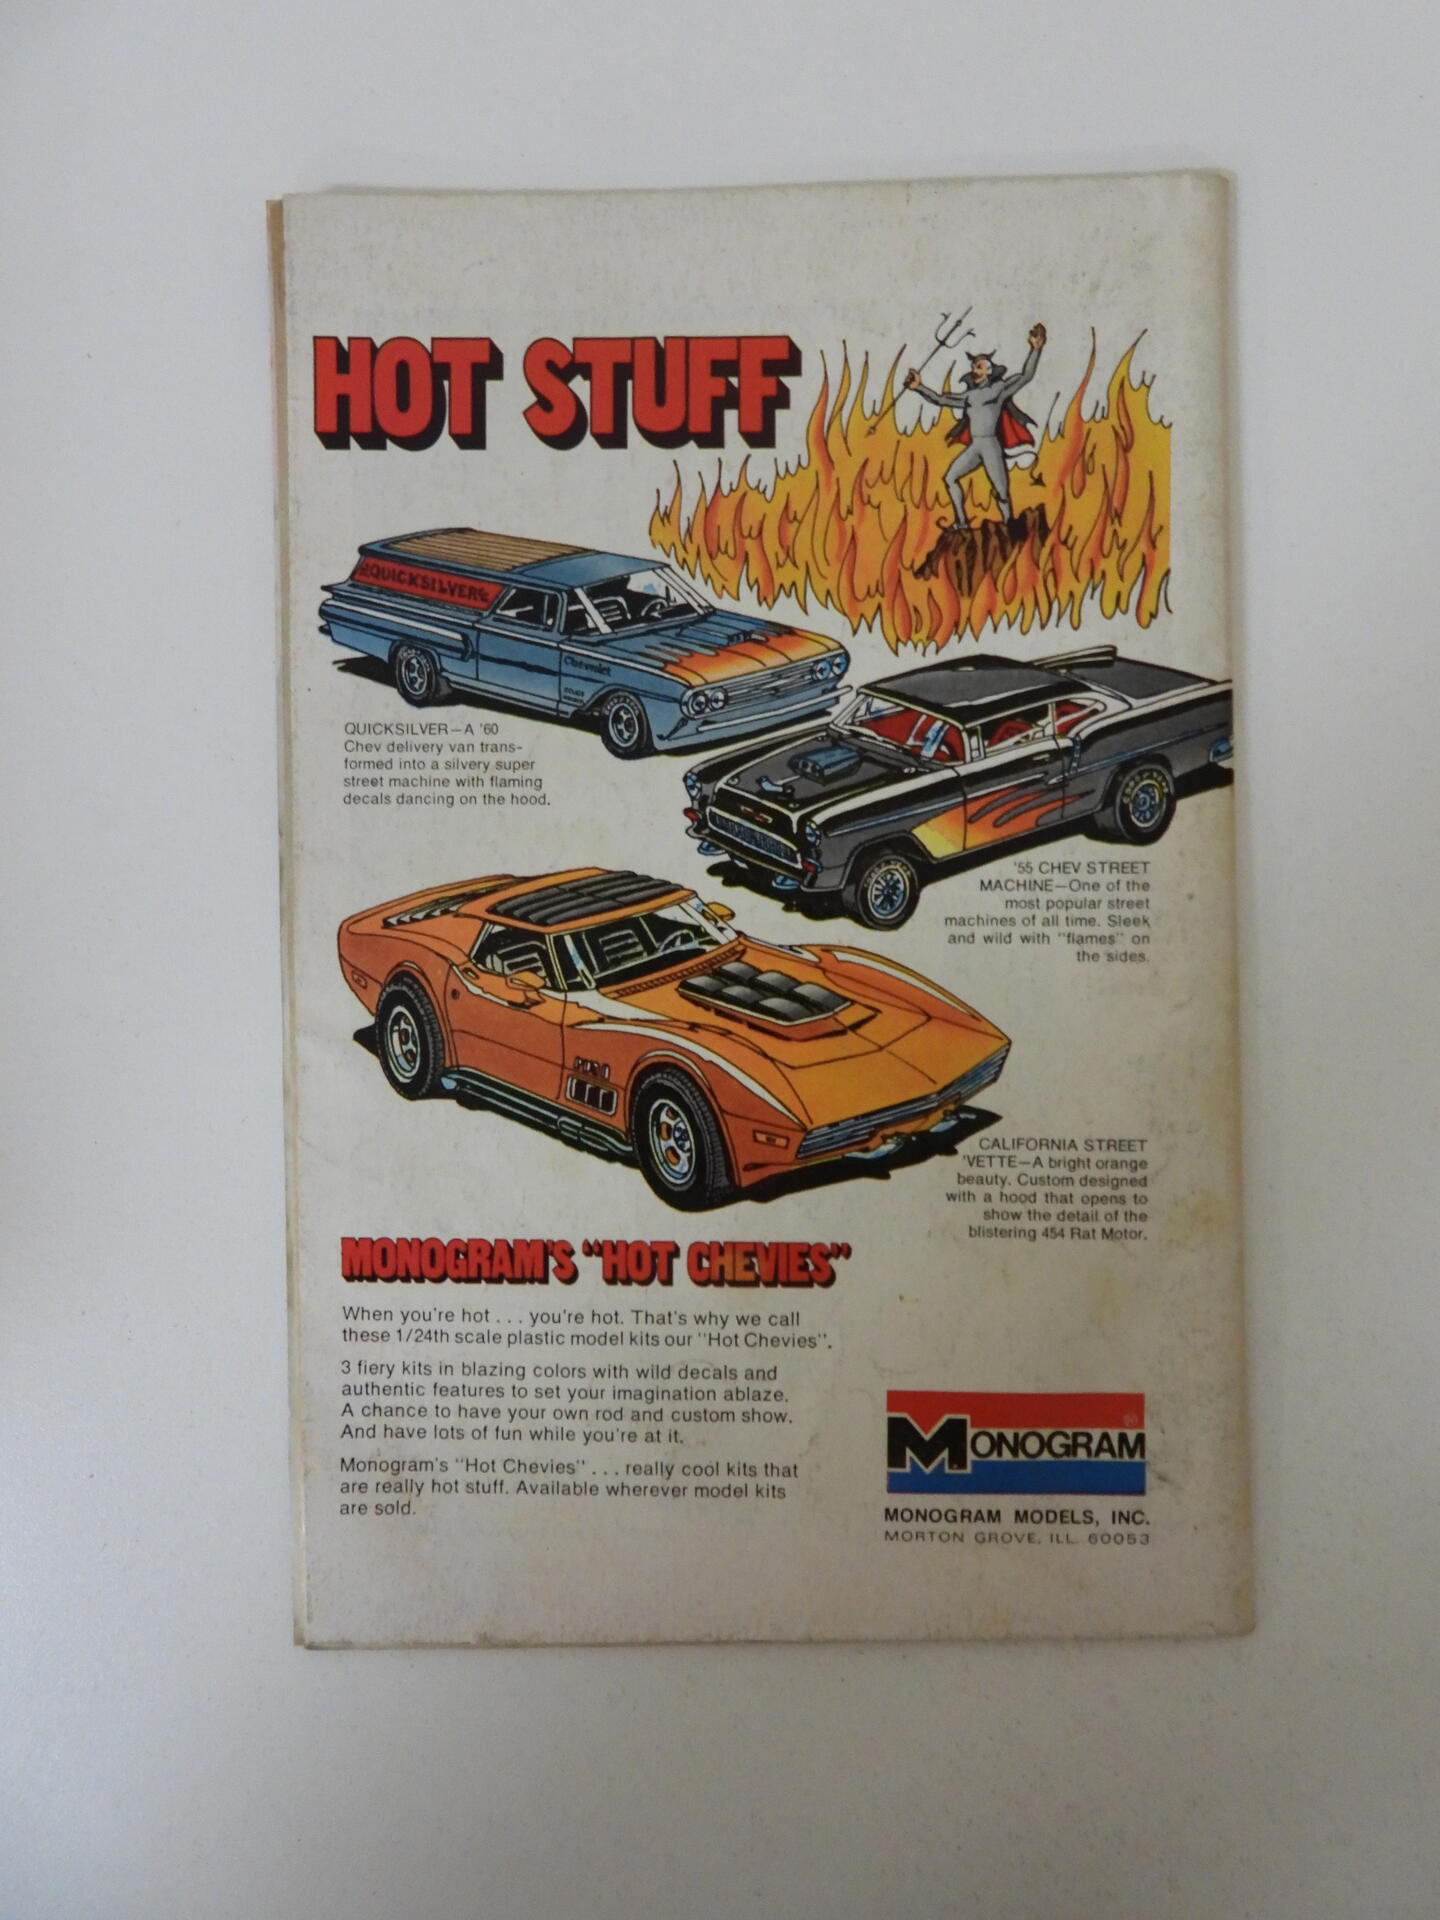 HOT STUFF
QUICKSILVER
Chevrolet
QUICKSILVER—A '60
Chev delivery van trans-
formed into a silvery super
street machine with flaming
decals dancing on the hood.
'55 CHEV STREET
MACHINE—One of the
most popular street
machines of all time. Sleek
and wild with "flames" on
the sides.
CALIFORNIA STREET
'VETTE—A bright orange
beauty. Custom designed
with a hood that opens to
show the detail of the
blistering 454 Rat Motor.
MONOGRAM'S "HOT CHEVIES"
When you're hot . . . you're hot. That's why we call
these 1/24th scale plastic model kits our "Hot Chevies".
3 fiery kits in blazing colors with wild decals and
authentic features to set your imagination ablaze.
A chance to have your own rod and custom show.
And have lots of fun while you're at it.
Monogram's "Hot Chevies" . . . really cool kits that
are really hot stuff. Available wherever model kits
are sold.
MONOGRAM®
MONOGRAM MODELS, INC.
MORTON GROVE, ILL. 60053